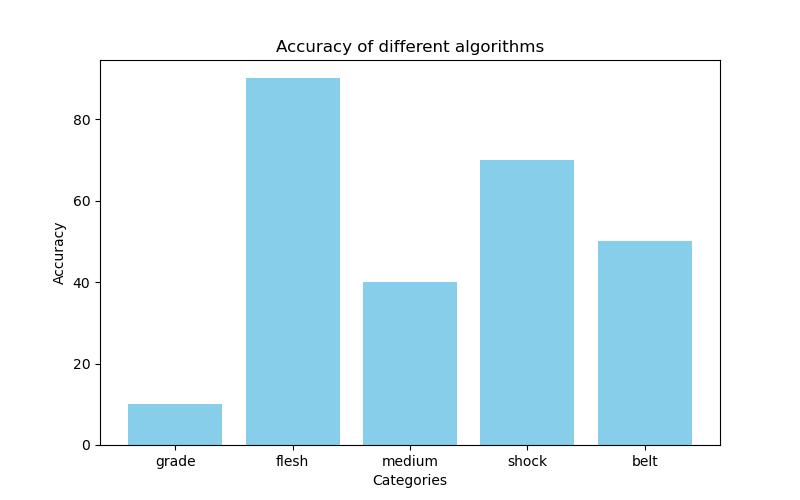 Accuracy of different algorithms
Accuracy
80
60
40
20
0
grade flesh medium shock belt
Categories